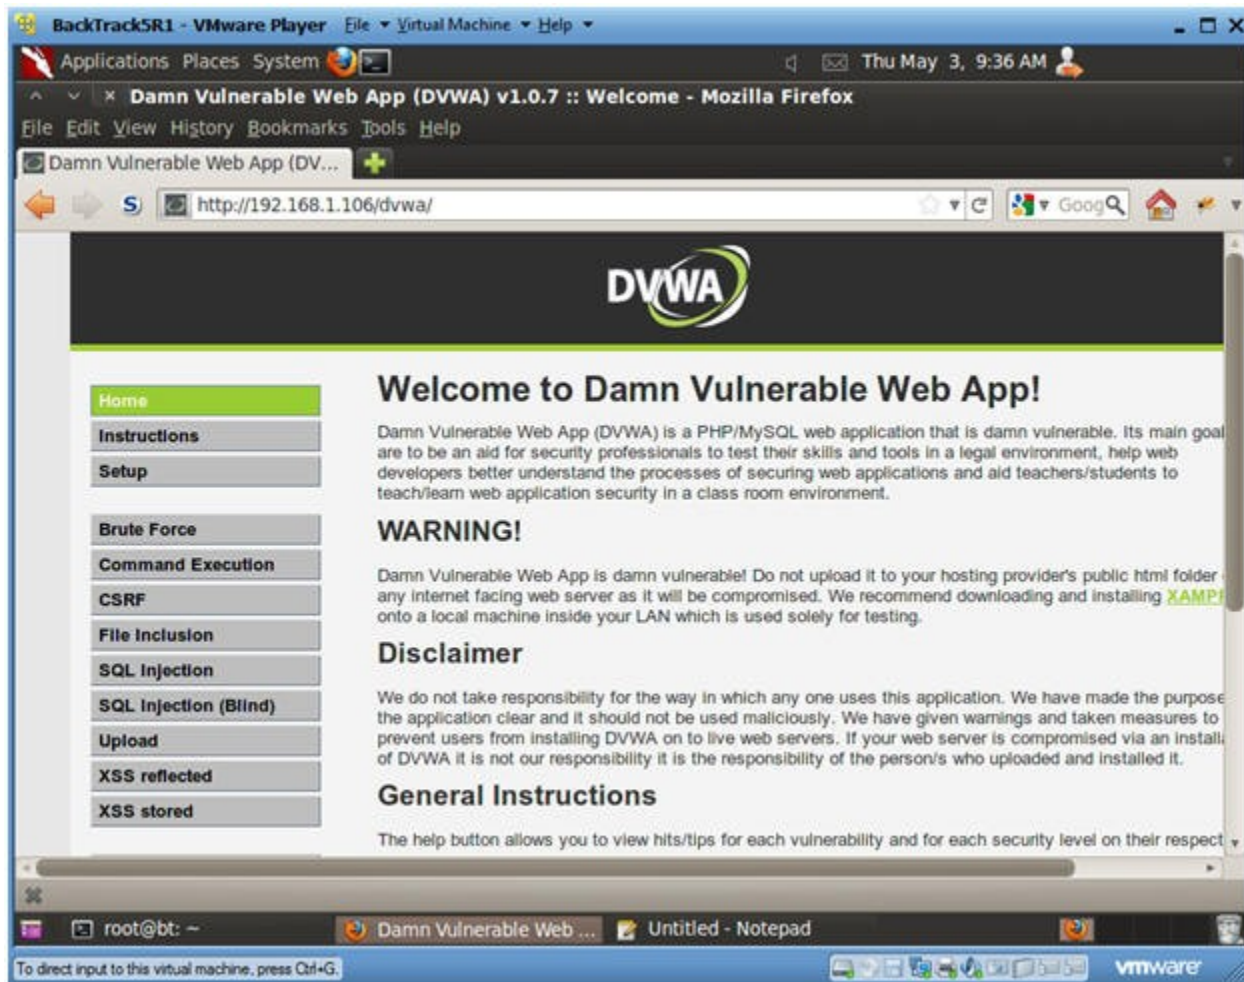 BackTrack5R1 - VMware Player File Virtual Machine Help
Applications Places System Thu May 3, 9:36 AM
Damn Vulnerable Web App (DVWA) v1.0.7 :: Welcome - Mozilla Firefox
File Edit View History Bookmarks Tools Help
Damn Vulnerable Web App (DV...
http://192.168.1.106/dvwa/ Goog
DVWA
Home
Instructions
Setup
Brute Force
Command Execution
CSRF
File Inclusion
SQL Injection
SQL Injection (Blind)
Upload
XSS reflected
XSS stored
Welcome to Damn Vulnerable Web App!
Damn Vulnerable Web App (DVWA) is a PHP/MySQL web application that is damn vulnerable. Its main goal
are to be an aid for security professionals to test their skills and tools in a legal environment, help web
developers better understand the processes of securing web applications and aid teachers/students to
teach/learn web application security in a class room environment.
WARNING!
Damn Vulnerable Web App is damn vulnerable! Do not upload it to your hosting provider's public html folder
any internet facing web server as it will be compromised. We recommend downloading and installing XAMPP
onto a local machine inside your LAN which is used solely for testing.
Disclaimer
We do not take responsibility for the way in which any one uses this application. We have made the purpose
the application clear and it should not be used maliciously. We have given warnings and taken measures to
prevent users from installing DVWA on to live web servers. If your web server is compromised via an installa
of DVWA it is not our responsibility it is the responsibility of the person/s who uploaded and installed it.
General Instructions
The help button allows you to view hits/tips for each vulnerability and for each security level on their respect
root@bt: ~ Damn Vulnerable Web ... Untitled - Notepad
To direct input to this virtual machine, press Ctrl+G. vmware